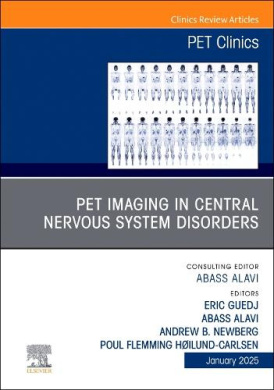 Clinics Review Articles
PET Clinics
PET IMAGING IN CENTRAL
NERVOUS SYSTEM DISORDERS
CONSULTING EDITOR
ABASS ALAVI
EDITORS
ERIC GUEDJ
ABASS ALAVI
ANDREW B. NEWBERG
POUL FLEMMING HØILUND-CARLSEN
January 2025
ELSEVIER